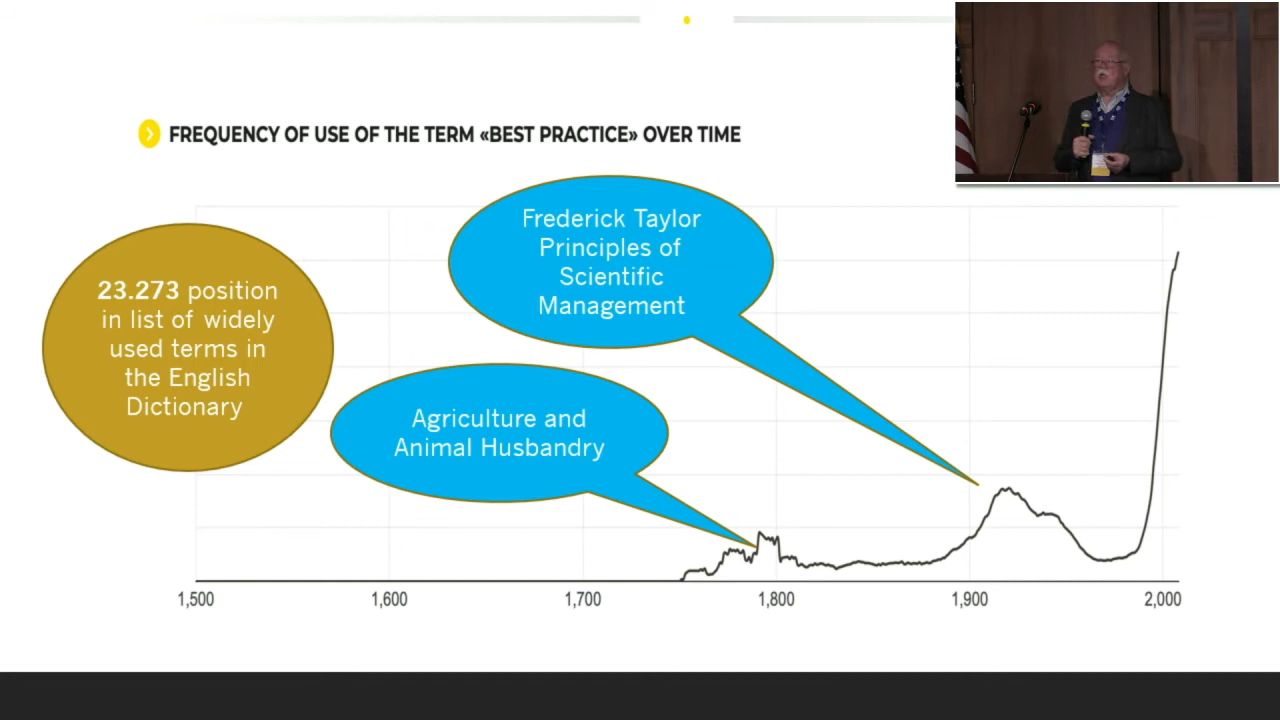 FREQUENCY OF USE OF THE TERM «BEST PRACTICE» OVER TIME
23.273 position
in list of widely
used terms in
the English
Dictionary
Frederick Taylor
Principles of
Scientific
Management
Agriculture and
Animal Husbandry
1,500 1,600 1,700 1,800 1,900 2,000